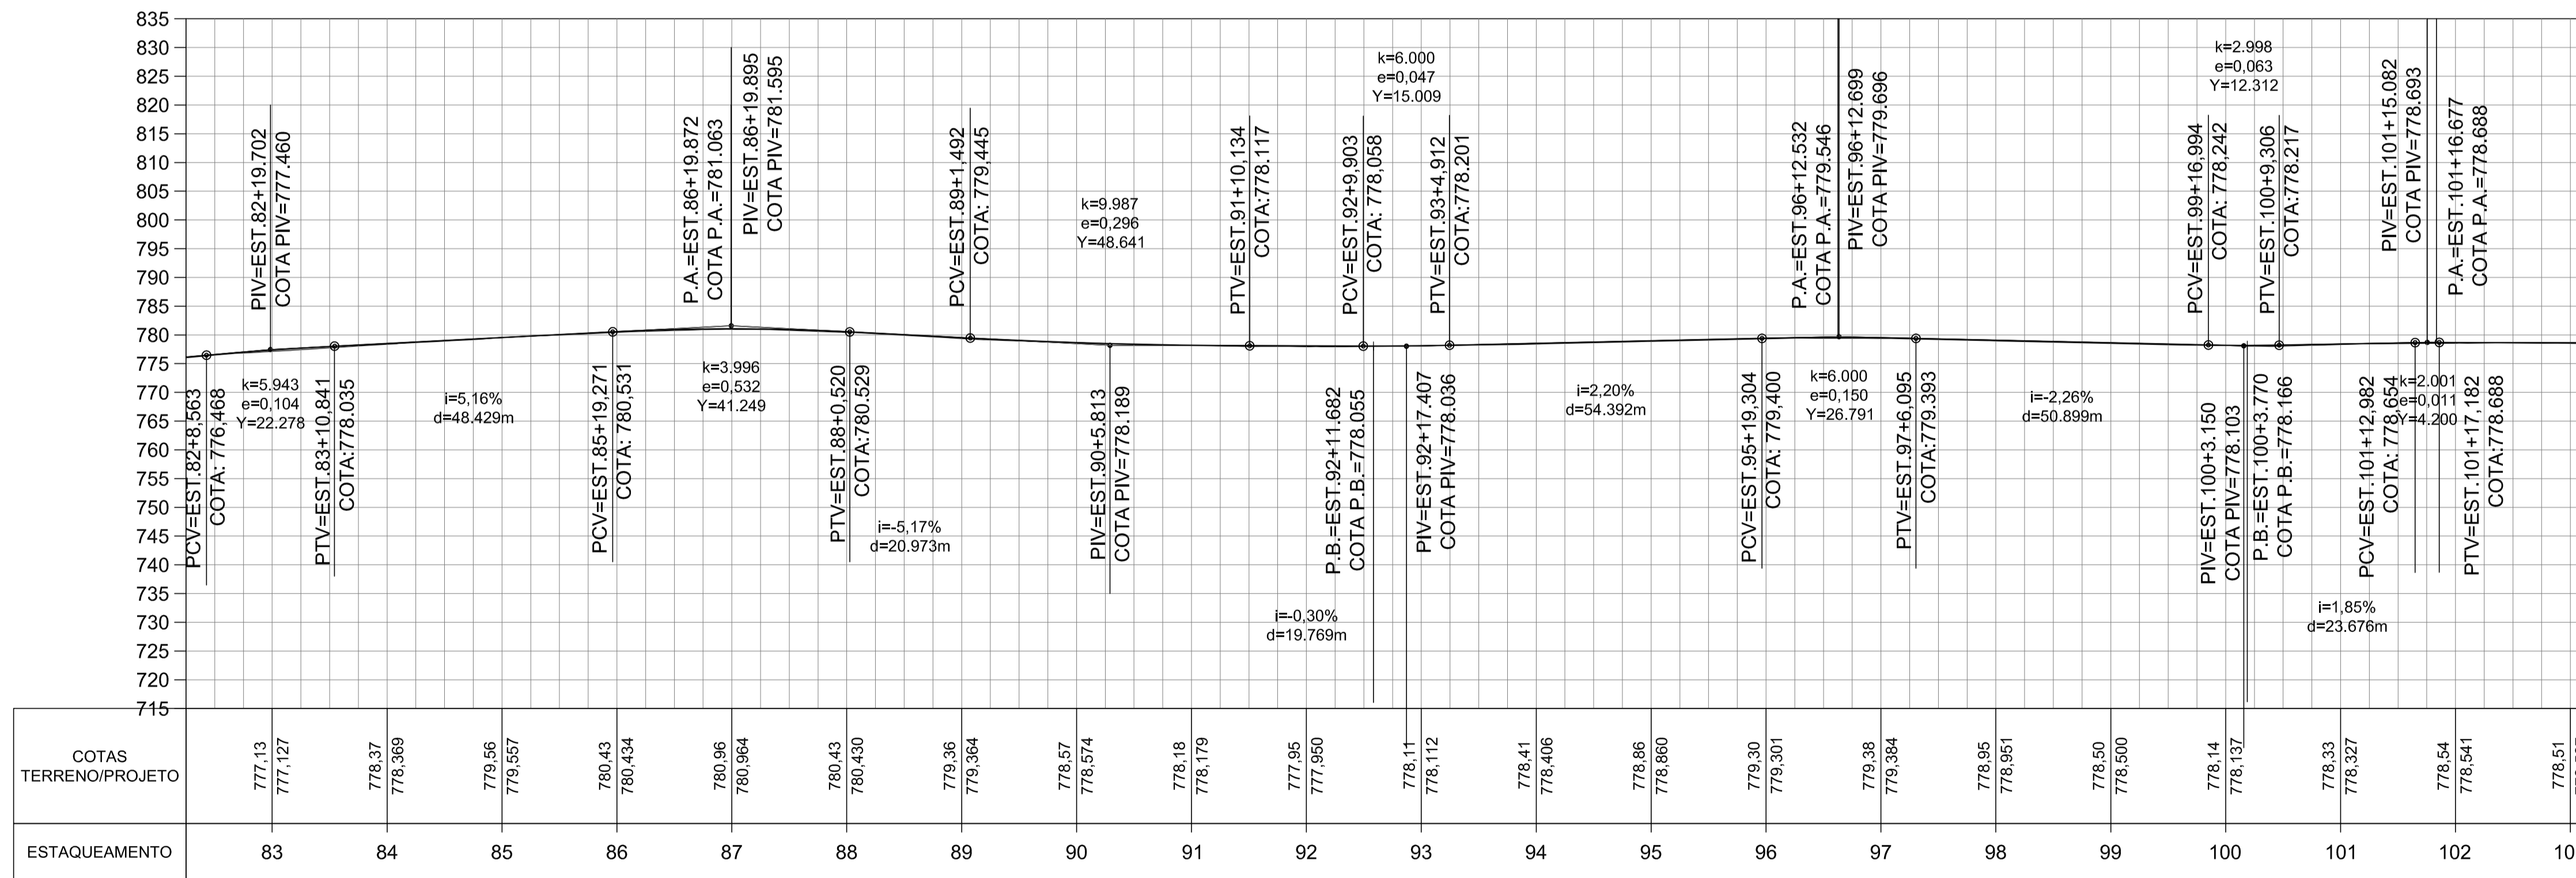 835
830
825
820
815
810
805
800
795
790
785
780
775
770
765
760
755
750
745
740
735
730
725
720
715
PCV=EST.82+8,563
COTA: 776,468
PIV=EST.82+19.702
COTA PIV=777.460
k=5.943
e=0,104
Y=22.278
PTV=EST.83+10,841
COTA:778.035
i=5,16%
d=48.429m
PCV=EST.85+19,271
COTA: 780,531
P.A.=EST.86+19.872
COTA P.A.=781.063
PIV=EST.86+19.895
COTA PIV=781.595
k=3.996
e=0,532
Y=41.249
PTV=EST.88+0,520
COTA:780.529
i=-5,17%
d=20.973m
PCV=EST.89+1,492
COTA: 779,445
k=9.987
e=0,296
Y=48.641
PIV=EST.90+5.813
COTA PIV=778.189
PTV=EST.91+10,134
COTA:778.117
i=-0,30%
d=19.769m
PCV=EST.92+9,903
COTA: 778,058
k=6.000
e=0,047
Y=15.009
P.B.=EST.92+11.682
COTA P.B.=778.055
PIV=EST.92+17.407
COTA PIV=778.036
PTV=EST.93+4,912
COTA:778.201
i=2,20%
d=54.392m
PCV=EST.95+19,304
COTA: 779,400
P.A.=EST.96+12.532
COTA P.A.=779.546
PIV=EST.96+12.699
COTA PIV=779.696
k=6.000
e=0,150
Y=26.791
PTV=EST.97+6,095
COTA:779.393
i=-2,26%
d=50.899m
PCV=EST.99+16,994
COTA: 778,242
k=2.998
e=0,063
Y=12.312
PIV=EST.100+3.150
COTA PIV=778.103
P.B.=EST.100+3.770
COTA P.B.=778.166
PTV=EST.100+9,306
COTA:778.217
i=1,85%
d=23.676m
PCV=EST.101+12,982
COTA: 778,654
PIV=EST.101+15.082
COTA PIV=778.693
k=2.001
e=0,011
Y=4.200
P.A.=EST.101+16.677
COTA P.A.=778.688
PTV=EST.101+17,182
COTA:778.688
COTAS
TERRENO/PROJETO
777,13
777,127
778,37
778,369
779,56
779,557
780,43
780,434
780,96
780,964
780,43
780,430
779,36
779,364
778,57
778,574
778,18
778,179
777,95
777,950
778,11
778,112
778,41
778,406
778,86
778,860
779,30
779,301
779,38
779,384
778,95
778,951
778,50
778,500
778,14
778,137
778,33
778,327
778,54
778,541
778,51
ESTAQUEAMENTO
83
84
85
86
87
88
89
90
91
92
93
94
95
96
97
98
99
100
101
102
10